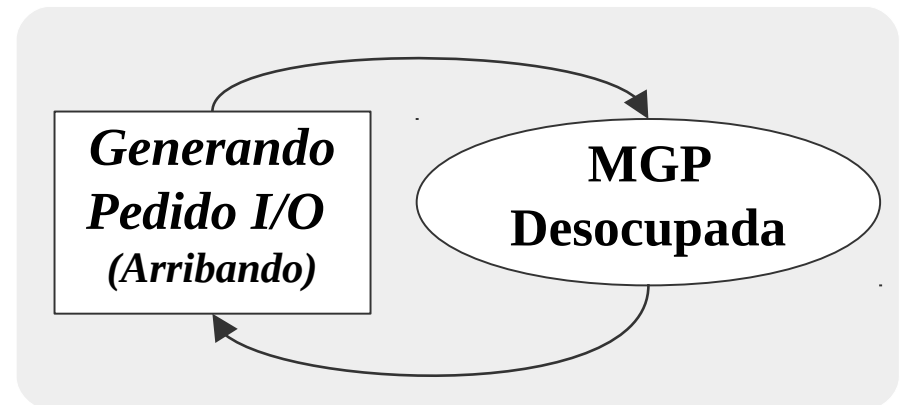 Generando
Pedido I/O
(Arribando)
MGP
Desocupada